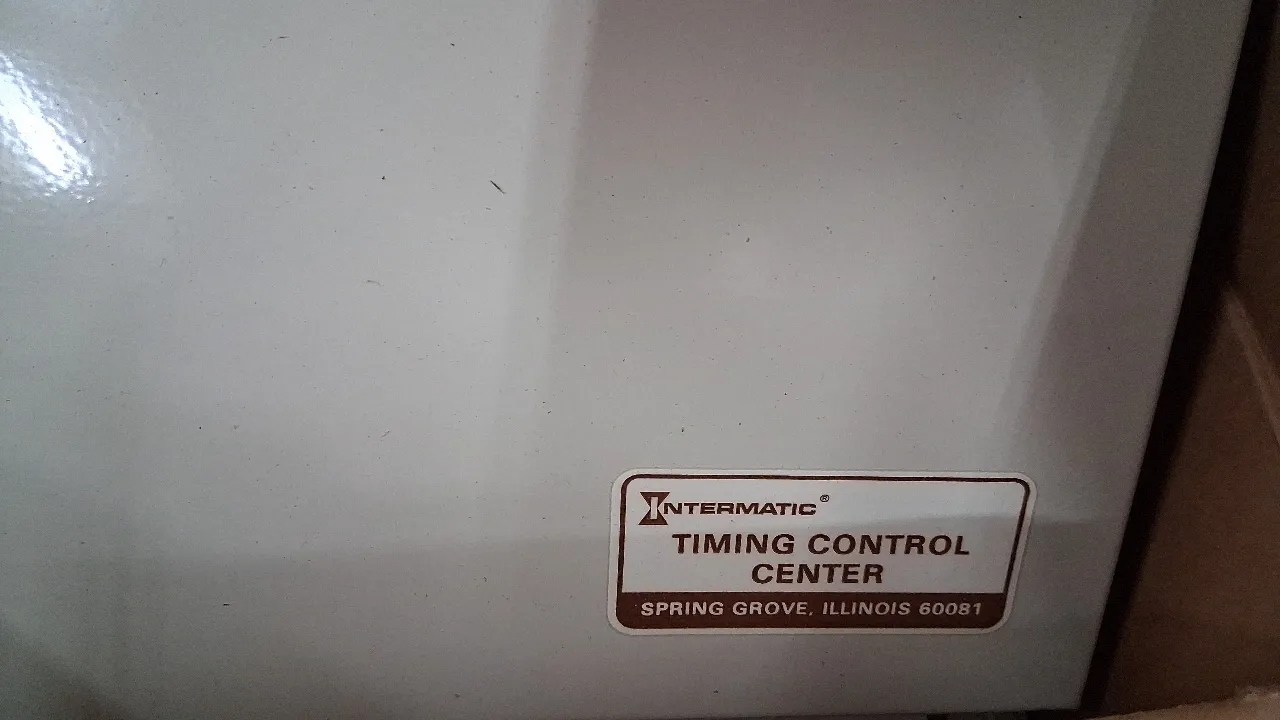 INTERMATIC®
TIMING CONTROL
CENTER
SPRING GROVE, ILLINOIS 60081